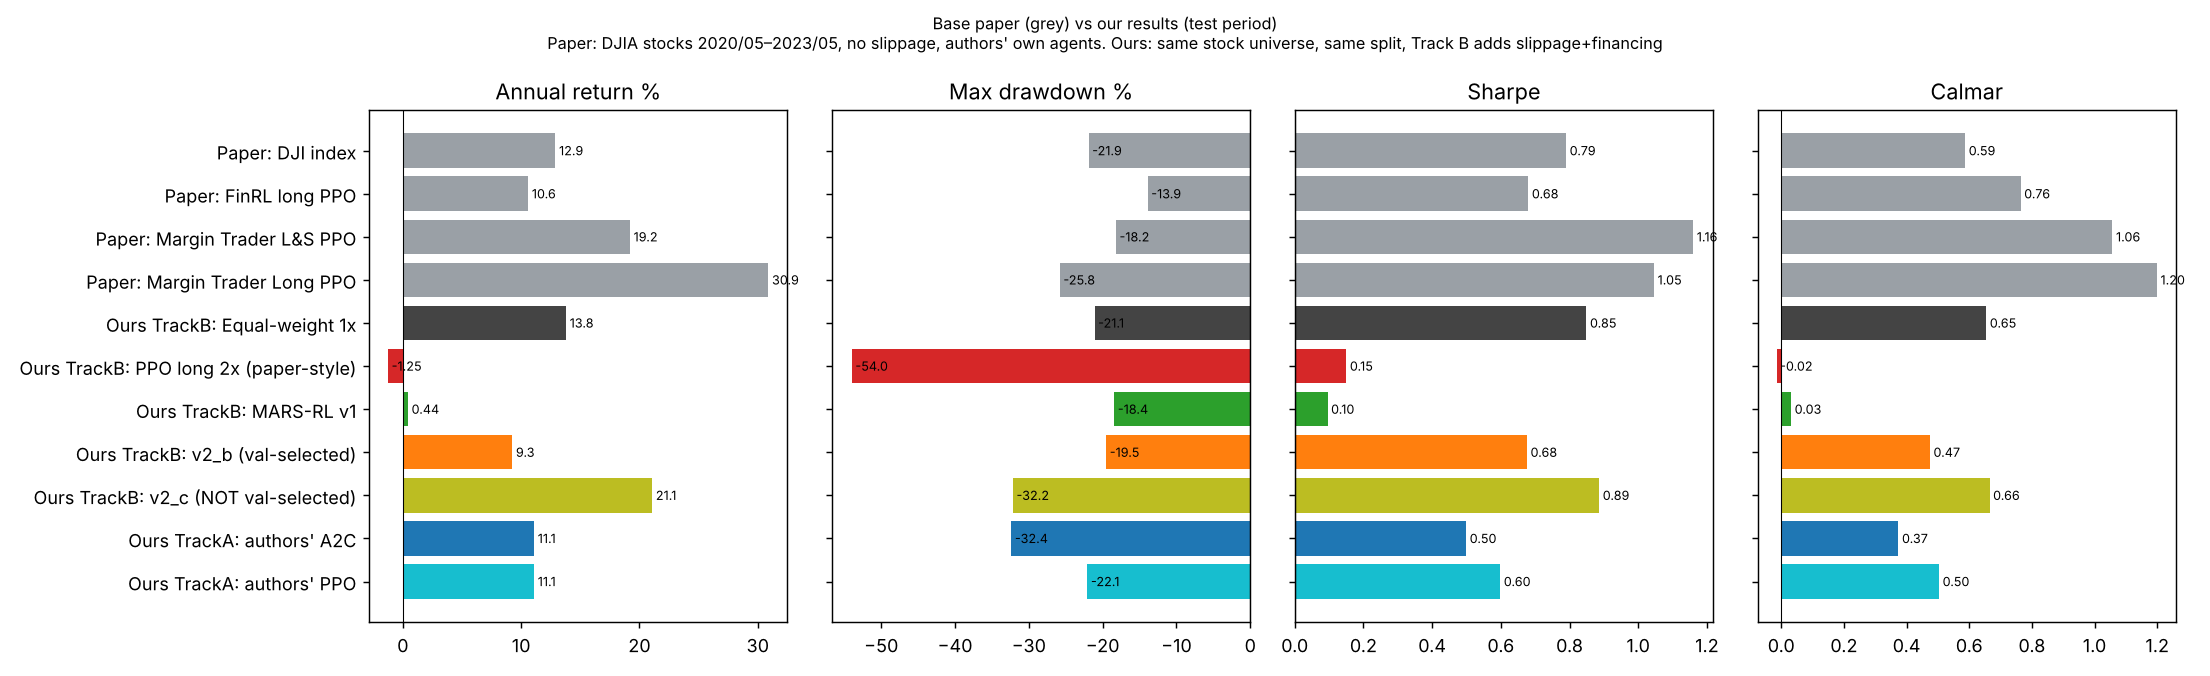 Base paper (grey) vs our results (test period)
Paper: DJIA stocks 2020/05–2023/05, no slippage, authors' own agents. Ours: same stock universe, same split, Track B adds slippage+financing
Annual return %
Max drawdown %
Sharpe
Calmar
Paper: DJI index
12.9
-21.9
0.79
0.59
Paper: FinRL long PPO
10.6
-13.9
0.68
0.76
Paper: Margin Trader L&S PPO
19.2
-18.2
1.16
1.06
Paper: Margin Trader Long PPO
30.9
-25.8
1.05
1.20
Ours TrackB: Equal-weight 1x
13.8
-21.1
0.85
0.65
Ours TrackB: PPO long 2x (paper-style)
-1.25
-54.0
0.15
-0.02
Ours TrackB: MARS-RL v1
0.44
-18.4
0.10
0.03
Ours TrackB: v2_b (val-selected)
9.3
-19.5
0.68
0.47
Ours TrackB: v2_c (NOT val-selected)
21.1
-32.2
0.89
0.66
Ours TrackA: authors' A2C
11.1
-32.4
0.50
0.37
Ours TrackA: authors' PPO
11.1
-22.1
0.60
0.50
0 10 20 30
−50 −40 −30 −20 −10 0
0.0 0.2 0.4 0.6 0.8 1.0 1.2
0.0 0.2 0.4 0.6 0.8 1.0 1.2